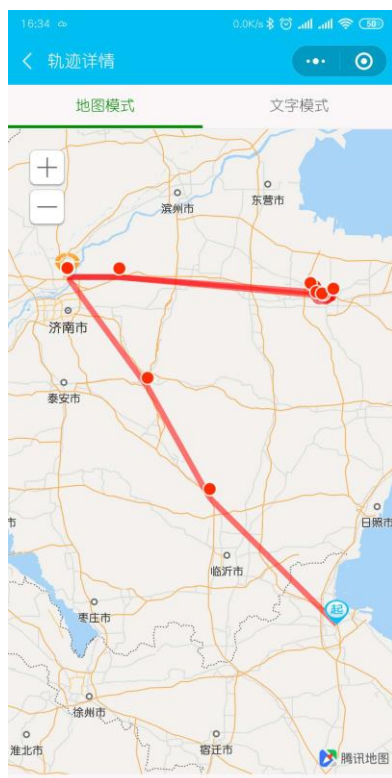 16:34
0.0K/s
50
轨迹详情
地图模式
文字模式
滨州市
东营市
济南市
泰安市
日照市
临沂市
起
枣庄市
徐州市
淮北市
宿迁市
腾讯地图